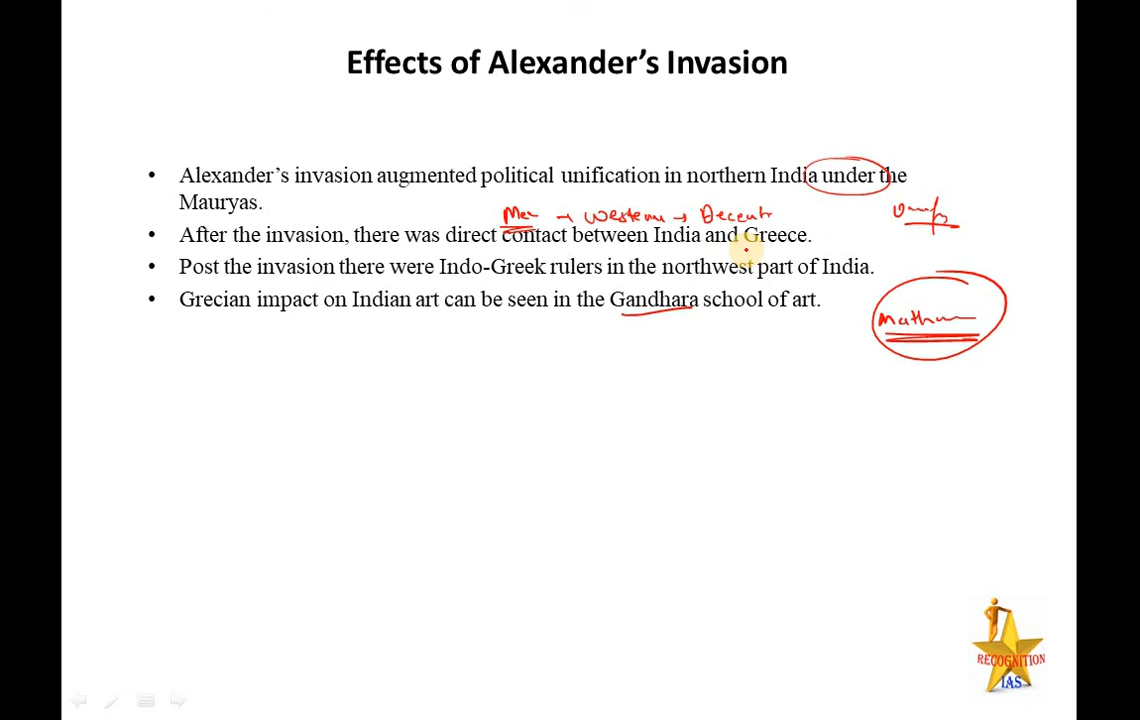 Effects of Alexander's Invasion
• Alexander's invasion augmented political unification in northern India under the
Mauryas.
→ Western → Decent
• After the invasion, there was direct contact between India and Greece.
• Post the invasion there were Indo-Greek rulers in the northwest part of India.
• Grecian impact on Indian art can be seen in the Gandhara school of art.
RECOGNITION
IAS